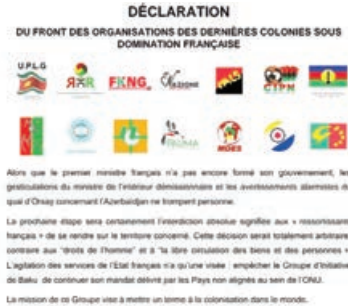 DÉCLARATION
DU FRONT DES ORGANISATIONS DES DERNIÈRES COLONIES SOUS
DOMINATION FRANÇAISE
U.P.L.G
FKNG
Nazione
CIPN
MDES
Alors que le premier ministre français n'a pas encore formé son gouvernement, les
gesticulations du ministre de l'intérieur démissionnaire et les avertissements alarmistes du
quai d'Orsay concernant l'Azerbaïdjan ne trompent personne.
La prochaine étape sera certainement l'interdiction absolue signifiée aux « ressortissants
français » de se rendre sur le territoire concerné. Cette décision serait totalement arbitraire,
contraire aux "droits de l'Homme" et à "la libre circulation des biens et des personnes »
L'agitation des services de l'État français n'a qu'une visée : empêcher le Groupe d'Initiative
de Baku de continuer son mandat délivré par les Pays non alignés au sein de l'ONU.
La mission de ce Groupe vise à mettre un terme à la colonisation dans le monde.